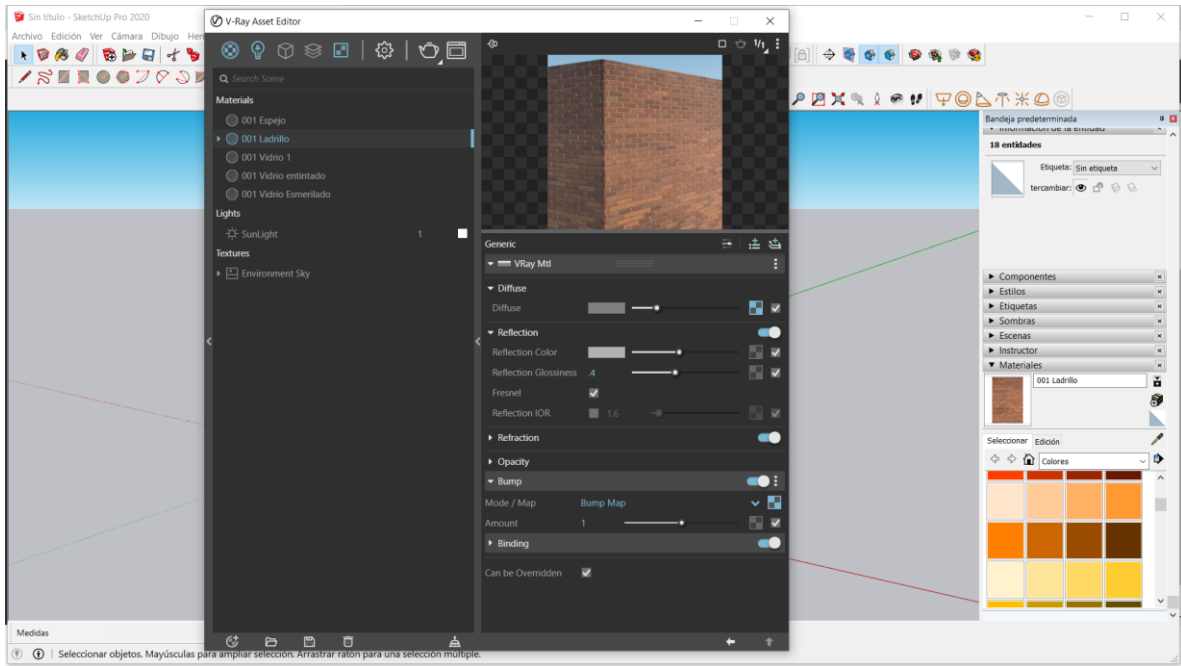 Sin título - SketchUp Pro 2020
V-Ray Asset Editor
Archivo Edición Ver Cámara Dibujo
Search Scene
Materials
001 Espejo
001 Ladrillo
001 Vidrio 1
001 Vidrio entintado
001 Vidrio Esmerilado
Lights
SunLight 1
Textures
Environment Sky
1/1
Generic
VRay Mtl
Diffuse
Diffuse
Reflection
Reflection Color
Reflection Glossiness ,4
Fresnel
Reflection IOR 1.6
Refraction
Opacity
Bump
Mode / Map Bump Map
Amount 1
Binding
Can be Overridden
Bandeja predeterminada
Información de la entidad
18 entidades
Etiqueta: Sin etiqueta
tercambiar:
Componentes
Estilos
Etiquetas
Sombras
Escenas
Instructor
Materiales
001 Ladrillo
Seleccionar Edición
Colores
Medidas
Seleccionar objetos. Mayúsculas para ampliar selección. Arrastrar ratón para una selección múltiple.